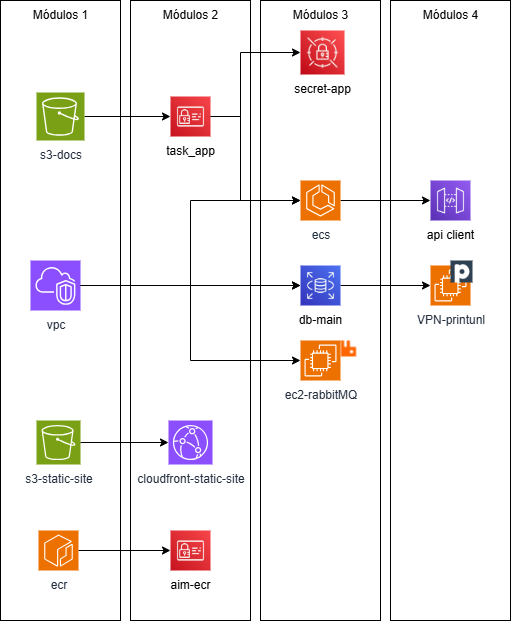 Módulos 1
Módulos 2
Módulos 3
Módulos 4
secret-app
s3-docs
task_app
ecs
api client
vpc
db-main
VPN-printunl
ec2-rabbitMQ
s3-static-site
cloudfront-static-site
ecr
aim-ecr